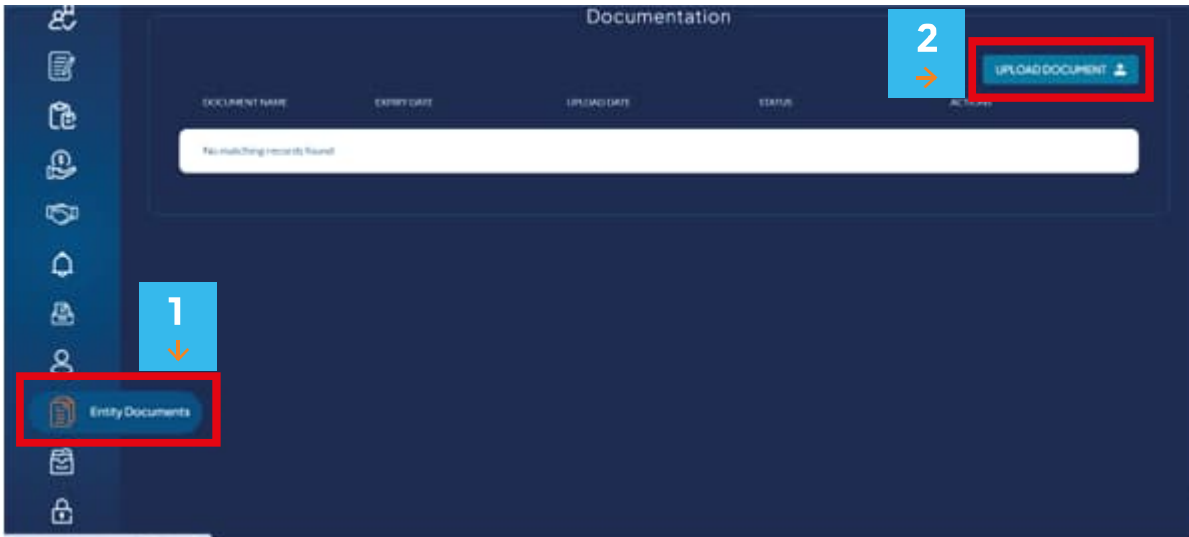 Documentation
2
→
UPLOAD DOCUMENT
DOCUMENT NAME EXPIRY DATE UPLOAD DATE STATUS ACTIONS
No matching records found
1
↓
Entity Documents